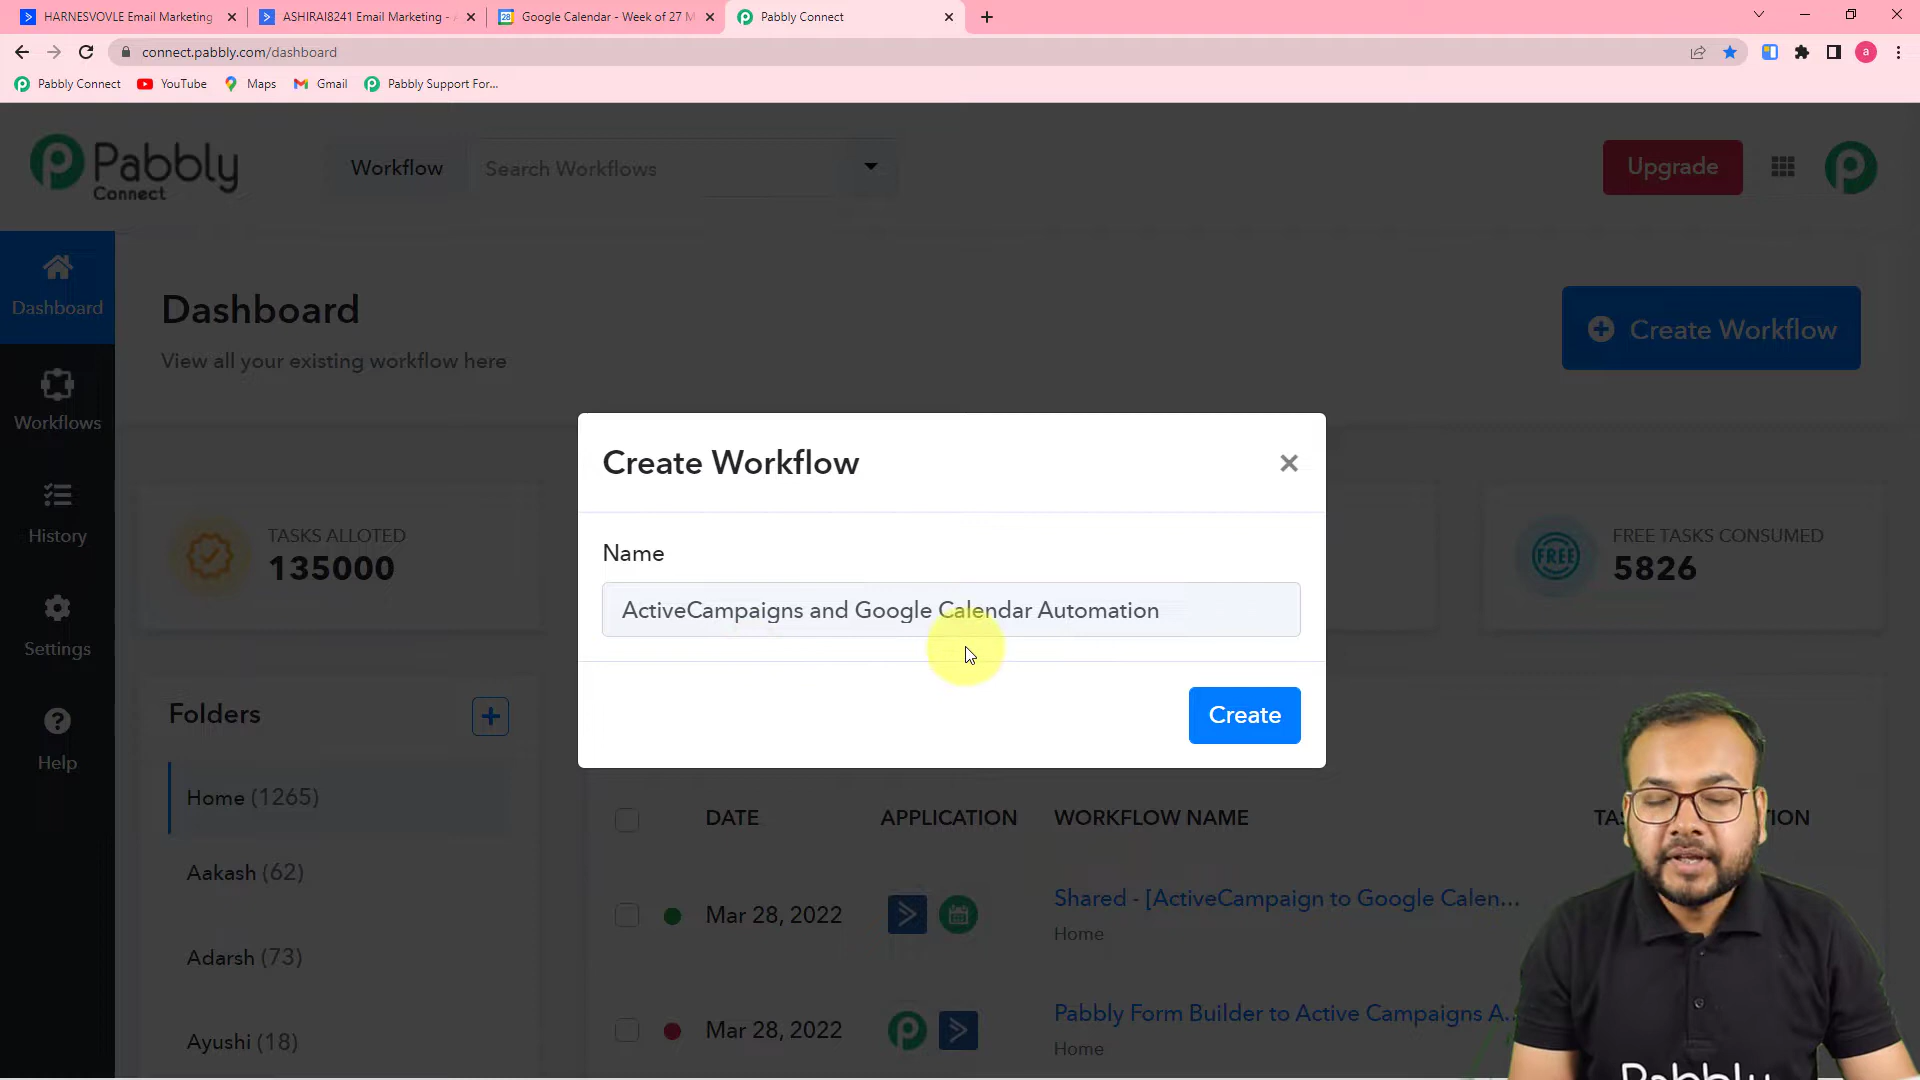 HARNESVOVLE Email Marketing
ASHIRAI8241 Email Marketing - A
Google Calendar - Week of 27 M
Pabbly Connect
connect.pabbly.com/dashboard
a
Pabbly Connect
YouTube
Maps
Gmail
Pabbly Support For...
Pabbly
Connect
Workflow
Search Workflows
Upgrade
Dashboard
Workflows
History
Settings
Help
Dashboard
View all your existing workflow here
Create Workflow
TASKS ALLOTED
135000
FREE
FREE TASKS CONSUMED
5826
Create Workflow
Name
ActiveCampaigns and Google Calendar Automation
Create
Folders
Home (1265)
Aakash (62)
Adarsh (73)
Ayushi (18)
DATE
APPLICATION
WORKFLOW NAME
Mar 28, 2022
Shared - [ActiveCampaign to Google Calen...
Home
Mar 28, 2022
Pabbly Form Builder to Active Campaigns A...
Home
Pabbly